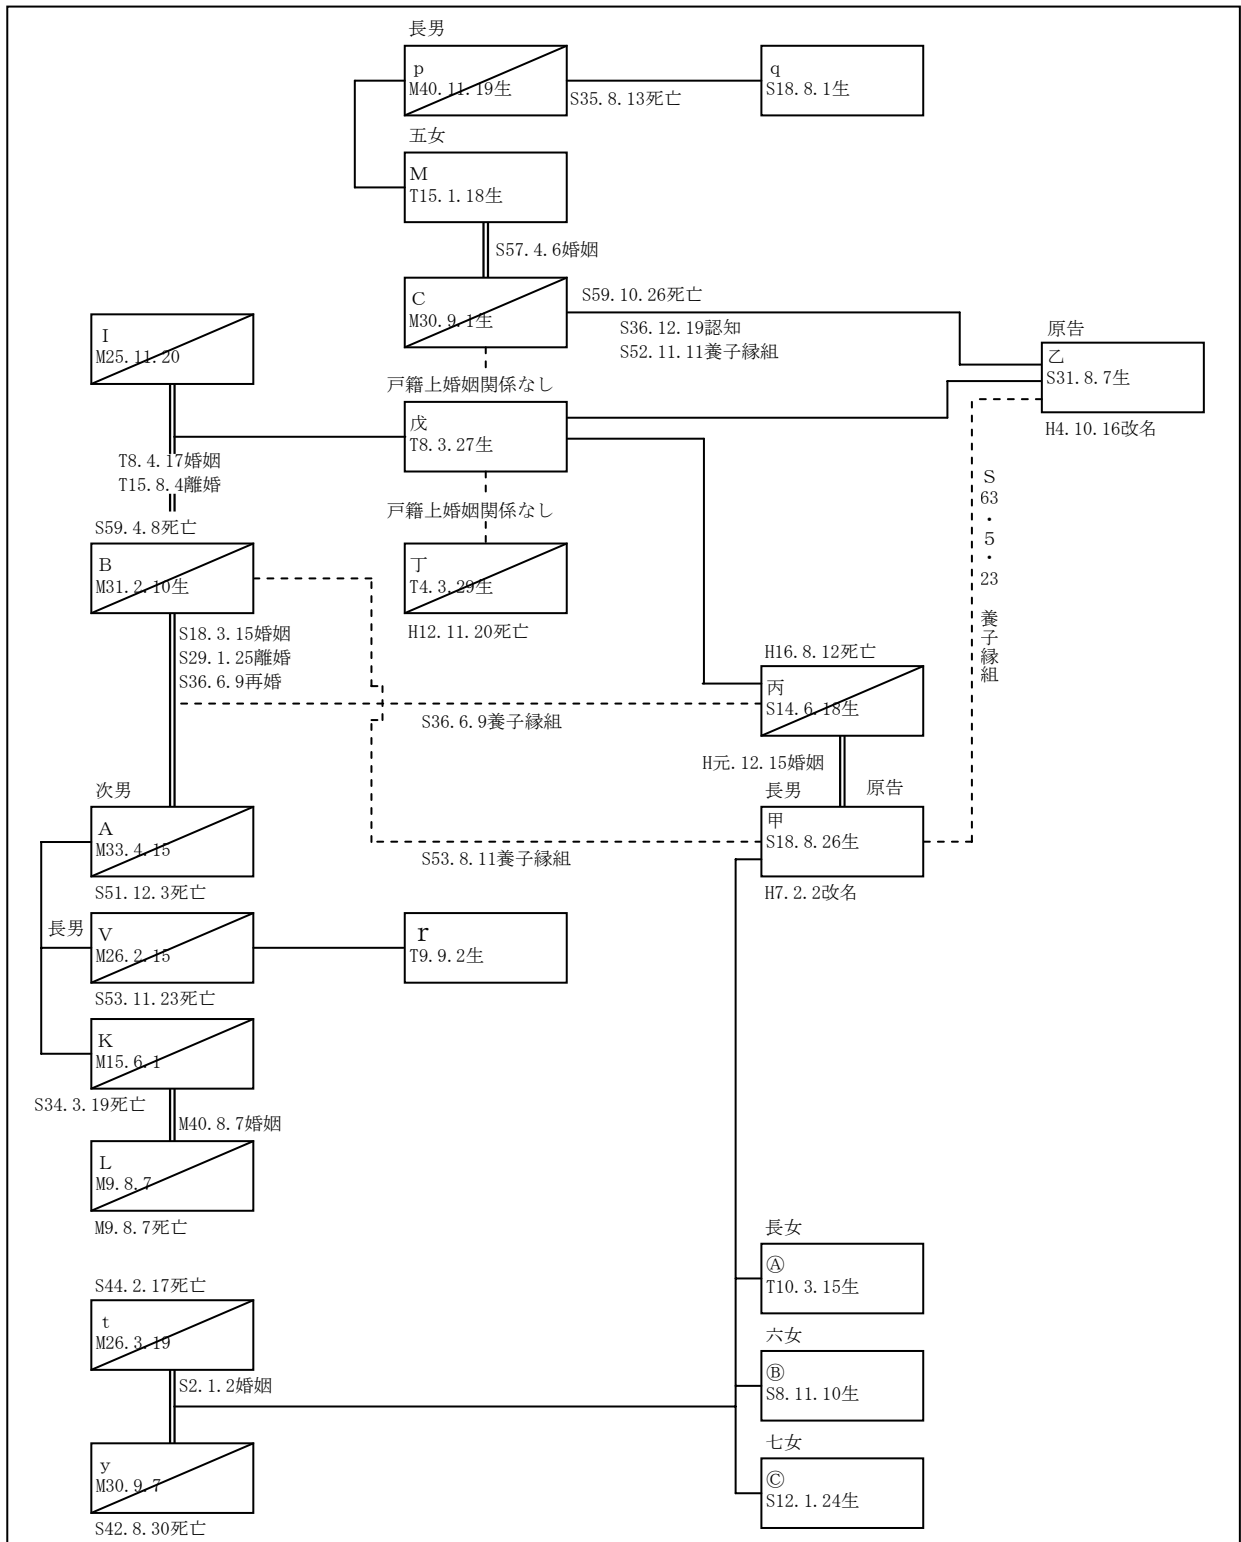 長男
p
M40.11.19生
S35.8.13死亡
q
S18.8.1生
五女
M
T15.1.18生
S57.4.6婚姻
C
M30.9.1生
S59.10.26死亡
S36.12.19認知
S52.11.11養子縁組
原告
乙
S31.8.7生
H4.10.16改名
I
M25.11.20
戸籍上婚姻関係なし
戊
T8.3.27生
T8.4.17婚姻
T15.8.4離婚
戸籍上婚姻関係なし
S63・5・23 養子縁組
S59.4.8死亡
B
M31.2.10生
丁
T4.3.29生
H12.11.20死亡
S18.3.15婚姻
S29.1.25離婚
S36.6.9再婚
H16.8.12死亡
丙
S14.6.18生
S36.6.9養子縁組
H元.12.15婚姻
次男
A
M33.4.15
S51.12.3死亡
長男
原告
甲
S18.8.26生
S53.8.11養子縁組
H7.2.2改名
長男
V
M26.2.15
S53.11.23死亡
r
T9.9.2生
K
M15.6.1
S34.3.19死亡
M40.8.7婚姻
L
M9.8.7
M9.8.7死亡
長女
Ⓐ
T10.3.15生
S44.2.17死亡
t
M26.3.19
S2.1.2婚姻
六女
Ⓑ
S8.11.10生
y
M30.9.7
S42.8.30死亡
七女
Ⓒ
S12.1.24生